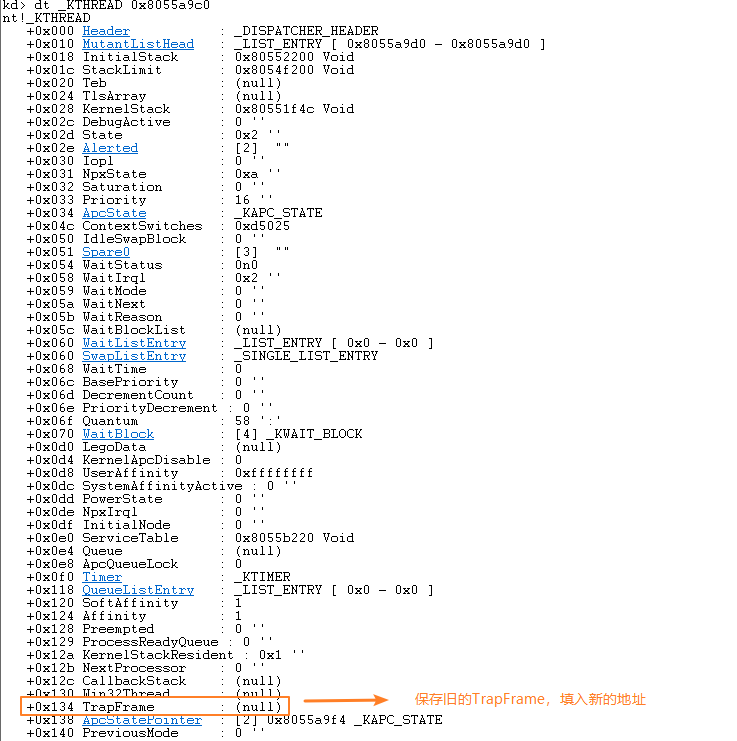 kd> dt _KTHREAD 0x8055a9c0
nt!_KTHREAD
+0x000 Header : _DISPATCHER_HEADER
+0x010 MutantListHead : _LIST_ENTRY [ 0x8055a9d0 - 0x8055a9d0 ]
+0x018 InitialStack : 0x80552200 Void
+0x01c StackLimit : 0x8054f200 Void
+0x020 Teb : (null)
+0x024 TlsArray : (null)
+0x028 KernelStack : 0x80551f4c Void
+0x02c DebugActive : 0 ''
+0x02d State : 0x2 ''
+0x02e Alerted : [2] ""
+0x030 Iopl : 0 ''
+0x031 NpxState : 0xa ''
+0x032 Saturation : 0 ''
+0x033 Priority : 16 ''
+0x034 ApcState : _KAPC_STATE
+0x04c ContextSwitches : 0xd5025
+0x050 IdleSwapBlock : 0 ''
+0x051 Spare0 : [3] ""
+0x054 WaitStatus : 0n0
+0x058 WaitIrql : 0x2 ''
+0x059 WaitMode : 0 ''
+0x05a WaitNext : 0 ''
+0x05b WaitReason : 0 ''
+0x05c WaitBlockList : (null)
+0x060 WaitListEntry : _LIST_ENTRY [ 0x0 - 0x0 ]
+0x060 SwapListEntry : _SINGLE_LIST_ENTRY
+0x068 WaitTime : 0
+0x06c BasePriority : 0 ''
+0x06d DecrementCount : 0 ''
+0x06e PriorityDecrement : 0 ''
+0x06f Quantum : 58 ':'
+0x070 WaitBlock : [4] _KWAIT_BLOCK
+0x0d0 LegoData : (null)
+0x0d4 KernelApcDisable : 0
+0x0d8 UserAffinity : 0xffffffff
+0x0dc SystemAffinityActive : 0 ''
+0x0dd PowerState : 0 ''
+0x0de NpxIrql : 0 ''
+0x0df InitialNode : 0 ''
+0x0e0 ServiceTable : 0x8055b220 Void
+0x0e4 Queue : (null)
+0x0e8 ApcQueueLock : 0
+0x0f0 Timer : _KTIMER
+0x118 QueueListEntry : _LIST_ENTRY [ 0x0 - 0x0 ]
+0x120 SoftAffinity : 1
+0x124 Affinity : 1
+0x128 Preempted : 0 ''
+0x129 ProcessReadyQueue : 0 ''
+0x12a KernelStackResident : 0x1 ''
+0x12b NextProcessor : 0 ''
+0x12c CallbackStack : (null)
+0x130 Win32Thread : (null)
+0x134 TrapFrame : (null) 保存旧的TrapFrame，填入新的地址
+0x138 ApcStatePointer : [2] 0x8055a9f4 _KAPC_STATE
+0x140 PreviousMode : 0 ''